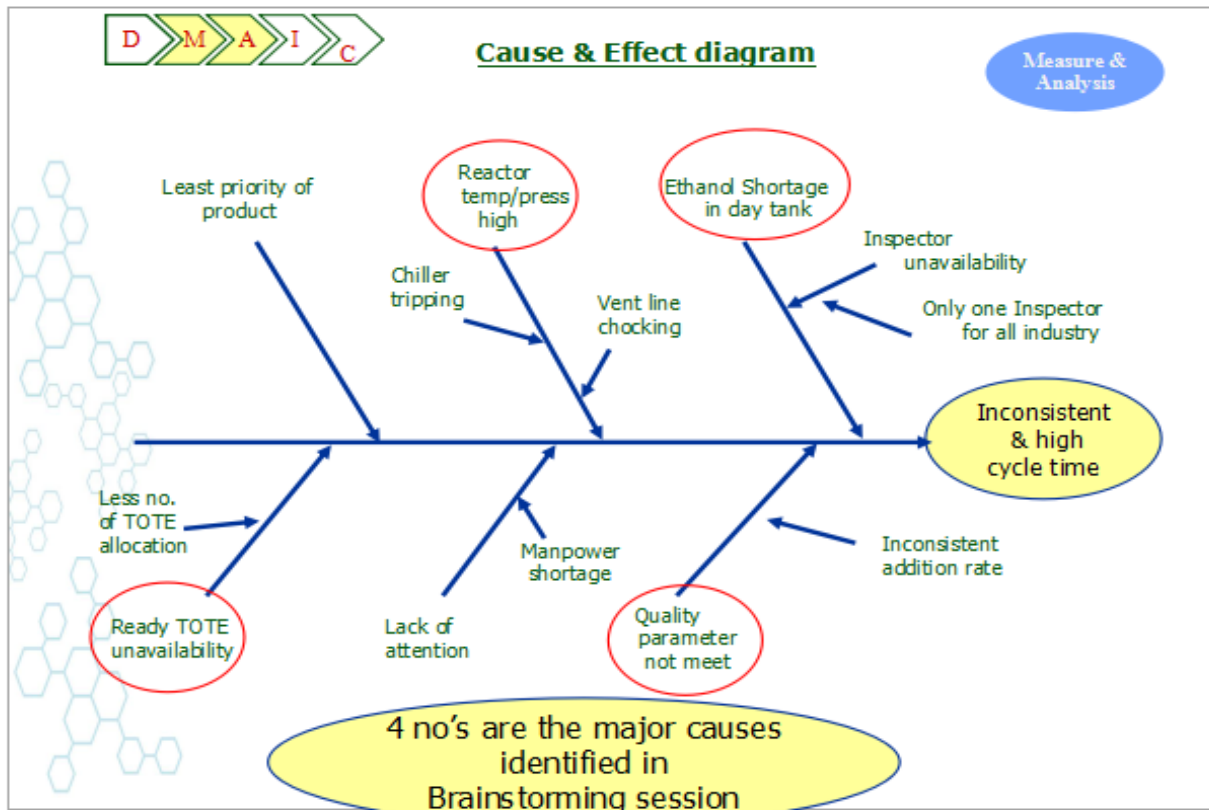 D M A I C
Cause & Effect diagram
Measure &
Analysis
Least priority of
product
Reactor
temp/press
high
Ethanol Shortage
in day tank
Chiller
tripping
Vent line
chocking
Inspector
unavailability
Only one Inspector
for all industry
Inconsistent
& high
cycle time
Less no.
of TOTE
allocation
Manpower
shortage
Inconsistent
addition rate
Ready TOTE
unavailability
Lack of
attention
Quality
parameter
not meet
4 no's are the major causes
identified in
Brainstorming session